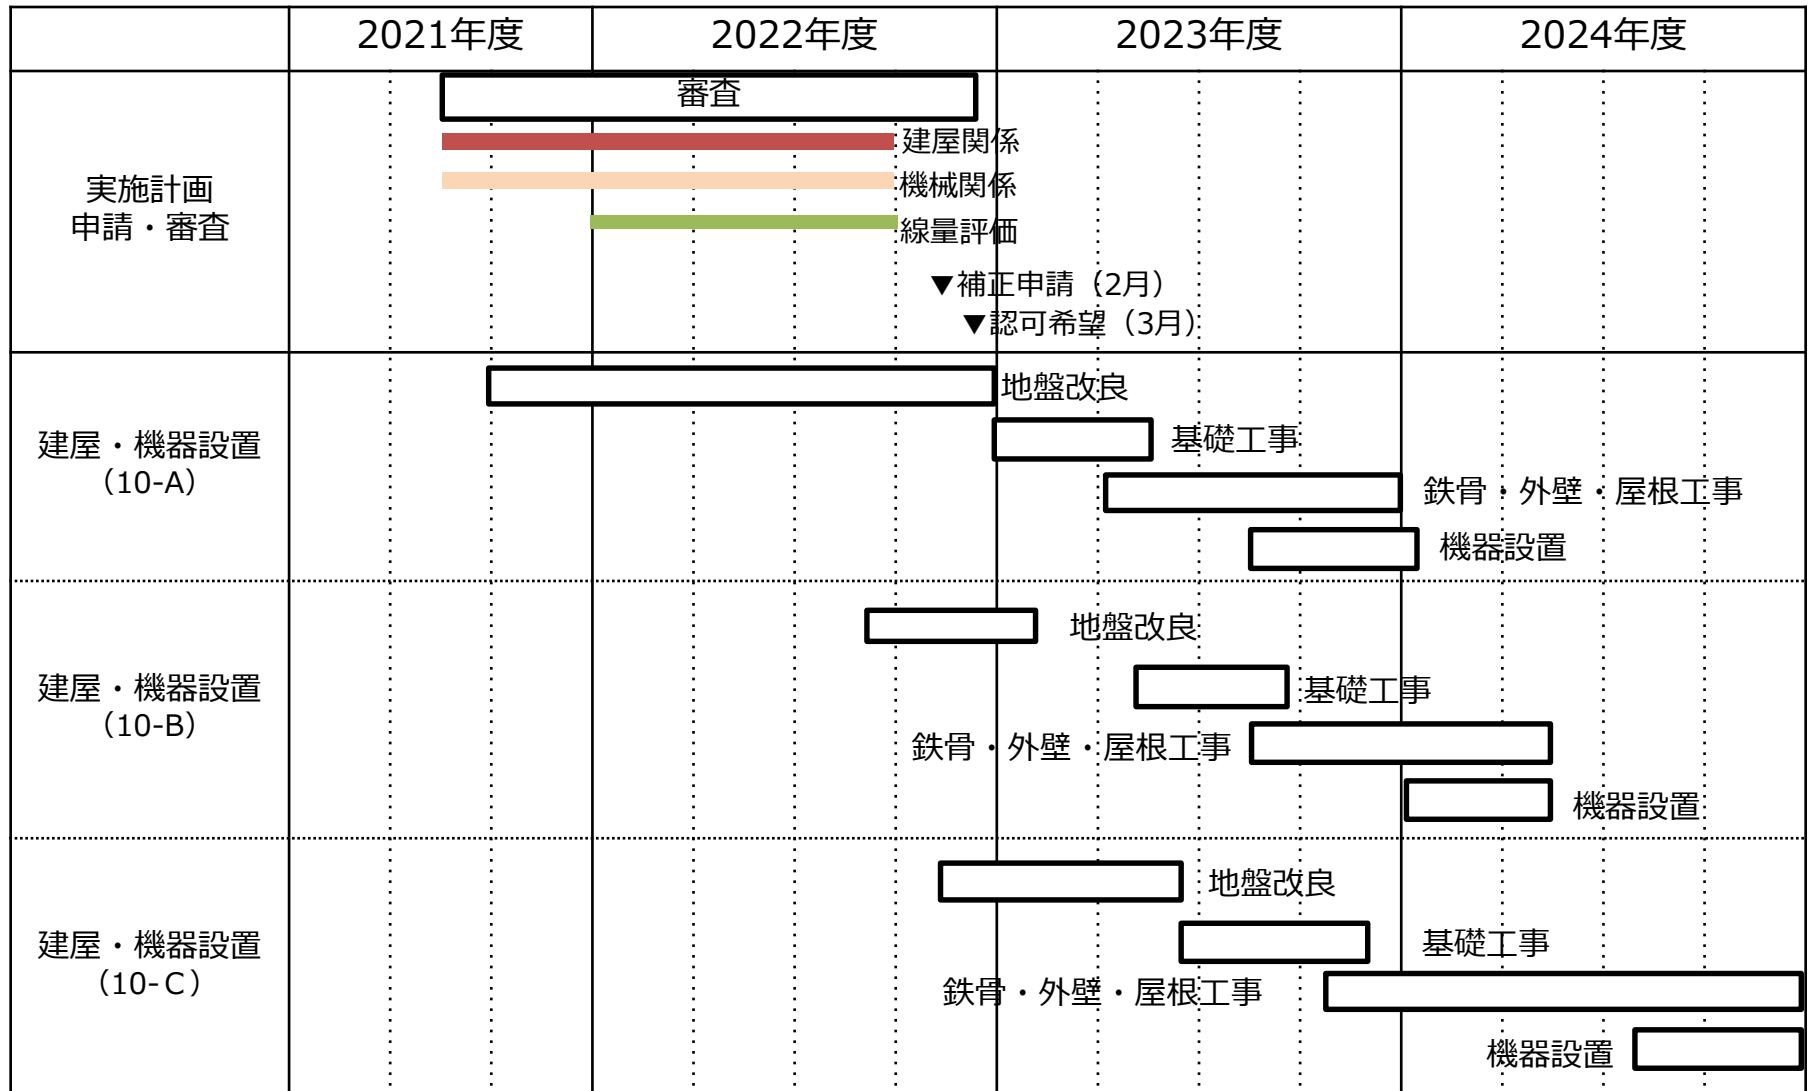 2021年度
2022年度
2023年度
2024年度
実施計画
申請・審査
審査
建屋関係
機械関係
線量評価
▼補正申請（2月）
▼認可希望（3月）
建屋・機器設置
（10-A）
地盤改良
基礎工事
鉄骨・外壁・屋根工事
機器設置
建屋・機器設置
（10-B）
地盤改良
基礎工事
鉄骨・外壁・屋根工事
機器設置
建屋・機器設置
（10-Ｃ）
地盤改良
基礎工事
鉄骨・外壁・屋根工事
機器設置